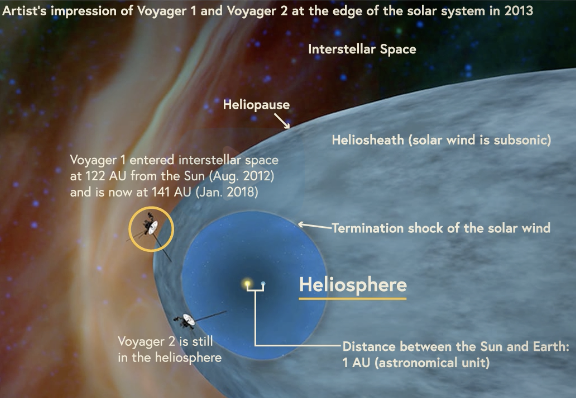 Artist's impression of Voyager 1 and Voyager 2 at the edge of the solar system in 2013
Interstellar Space
Heliopause
Heliosheath (solar wind is subsonic)
Voyager 1 entered interstellar space
at 122 AU from the Sun (Aug. 2012)
and is now at 141 AU (Jan. 2018)
Termination shock of the solar wind
Heliosphere
Voyager 2 is still
in the heliosphere
Distance between the Sun and Earth:
1 AU (astronomical unit)